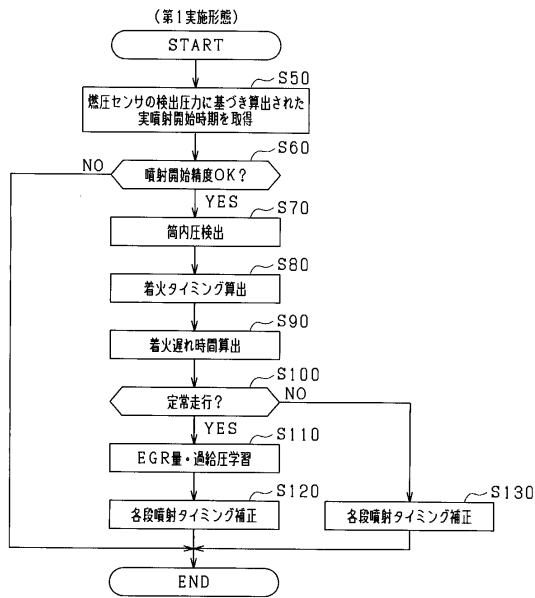 (第1実施形態)
START
S50
燃圧センサの検出圧力に基づき算出された
実噴射開始時期を取得
S60
NO
噴射開始精度OK?
YES
S70
筒内圧検出
S80
着火タイミング算出
S90
着火遅れ時間算出
S100
定常走行?
NO
YES
S110
EGR量・過給圧学習
S120
各段噴射タイミング補正
S130
各段噴射タイミング補正
END